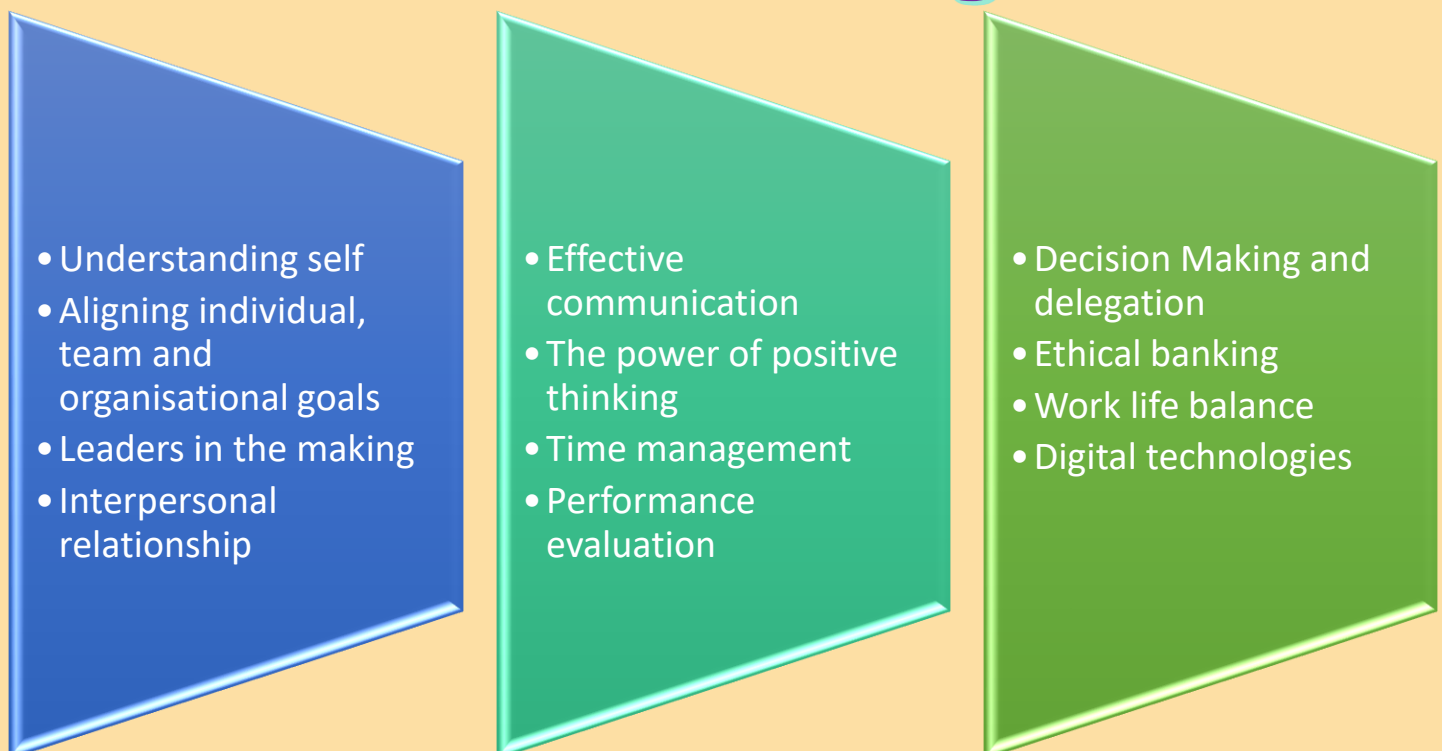 • Understanding self
• Aligning individual,
team and
organisational goals
• Leaders in the making
• Interpersonal
relationship
• Effective
communication
• The power of positive
thinking
• Time management
• Performance
evaluation
• Decision Making and
delegation
• Ethical banking
• Work life balance
• Digital technologies